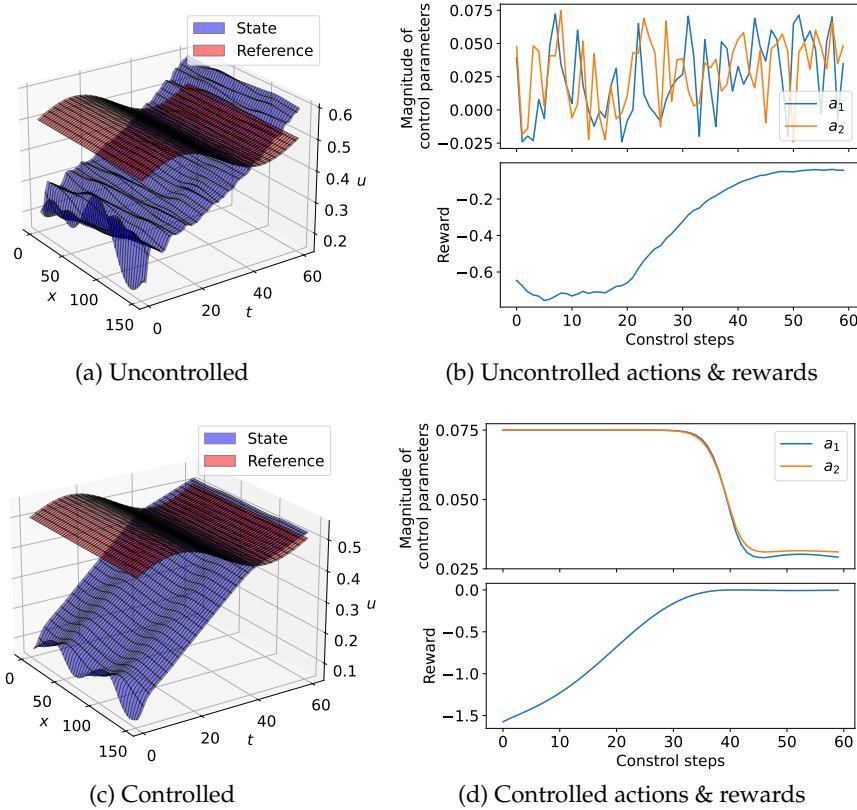 State
Reference
0.6
0.5
0.4
0.3
0.2
u
0
50
100
150
x
0
20
40
60
t
(a) Uncontrolled
Magnitude of
control parameters
0.075
0.050
0.025
0.000
−0.025
a1
a2
Reward
−0.2
−0.4
−0.6
0 10 20 30 40 50 60
Constrol steps
(b) Uncontrolled actions & rewards
State
Reference
0.5
0.4
0.3
0.2
0.1
u
0
50
100
150
x
0
20
40
60
t
(c) Controlled
Magnitude of
control parameters
0.075
0.050
0.025
a1
a2
Reward
0.0
−0.5
−1.0
−1.5
0 10 20 30 40 50 60
Constrol steps
(d) Controlled actions & rewards